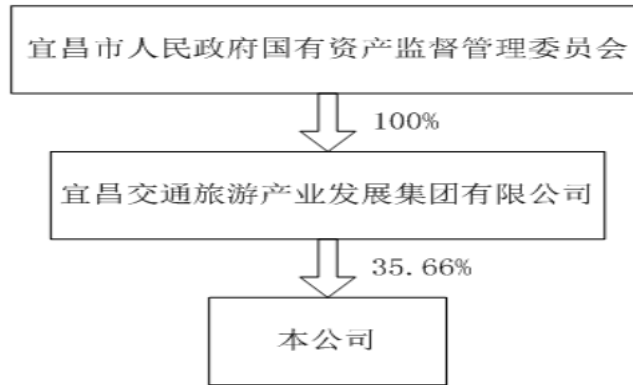 宜昌市人民政府国有资产监督管理委员会
100%
宜昌交通旅游产业发展集团有限公司
35.66%
本公司